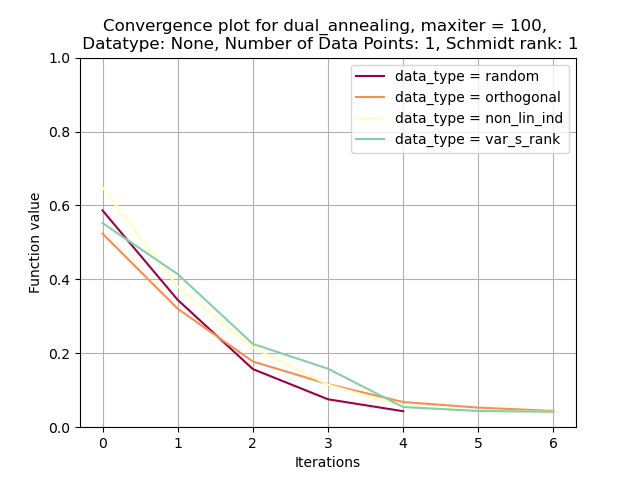 Convergence plot for dual_annealing, maxiter = 100,
Datatype: None, Number of Data Points: 1, Schmidt rank: 1
1.0
0.8
0.6
0.4
0.2
0.0
Function value
data_type = random
data_type = orthogonal
data_type = non_lin_ind
data_type = var_s_rank
0 1 2 3 4 5 6
Iterations